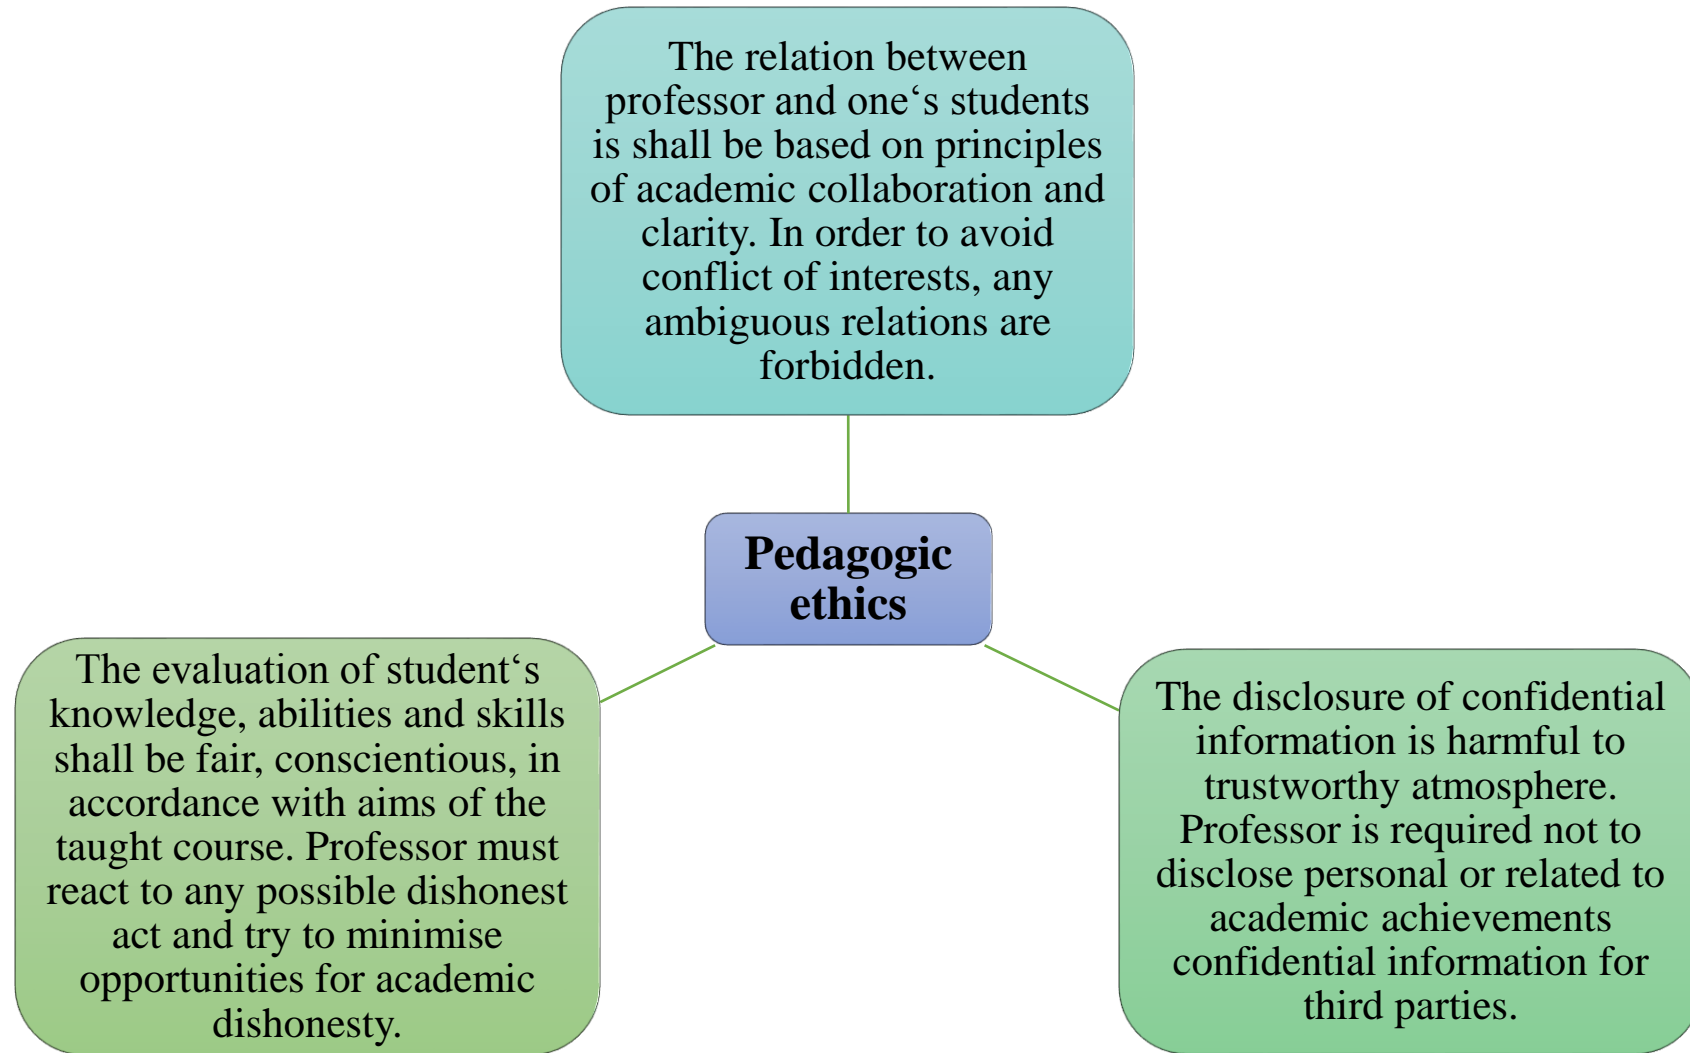 The relation between
professor and one‘s students
is shall be based on principles
of academic collaboration and
clarity. In order to avoid
conflict of interests, any
ambiguous relations are
forbidden.
Pedagogic
ethics
The evaluation of student‘s
knowledge, abilities and skills
shall be fair, conscientious, in
accordance with aims of the
taught course. Professor must
react to any possible dishonest
act and try to minimise
opportunities for academic
dishonesty.
The disclosure of confidential
information is harmful to
trustworthy atmosphere.
Professor is required not to
disclose personal or related to
academic achievements
confidential information for
third parties.